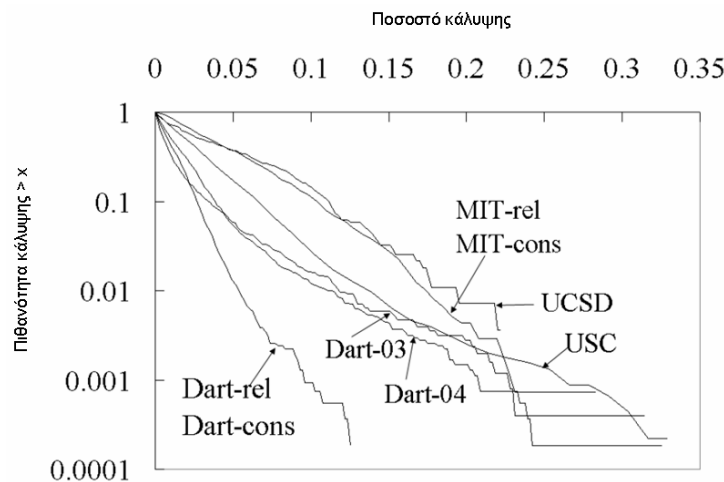 Ποσοστό κάλυψης
0 0.05 0.1 0.15 0.2 0.25 0.3 0.35
Πιθανότητα κάλυψης > x
1
0.1
0.01
0.001
0.0001
MIT-rel
MIT-cons
UCSD
USC
Dart-03
Dart-04
Dart-rel
Dart-cons